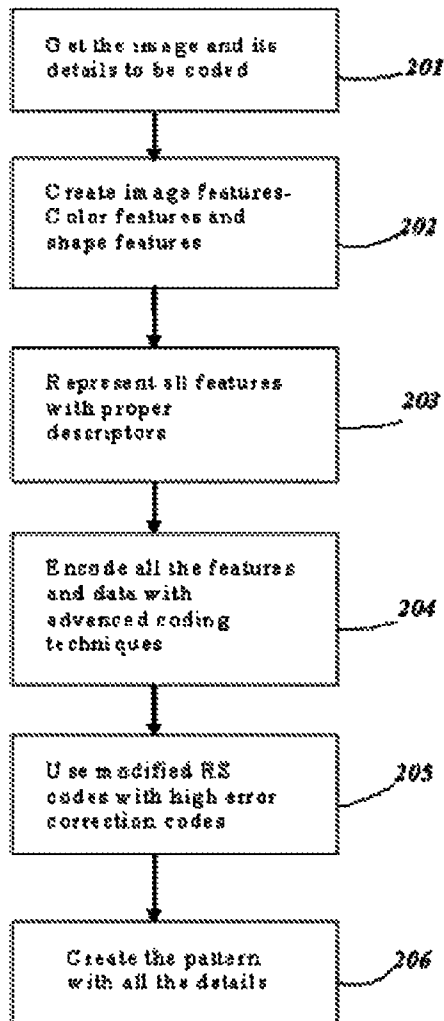 Get the image and its
details to be coded
201
Create image features-
Color features and
shape features
202
Represent all features
with proper
descriptors
203
Encode all the features
and data with
advanced coding
techniques
204
Use modified RS
codes with high error
correction codes
205
Create the pattern
with all the details
206